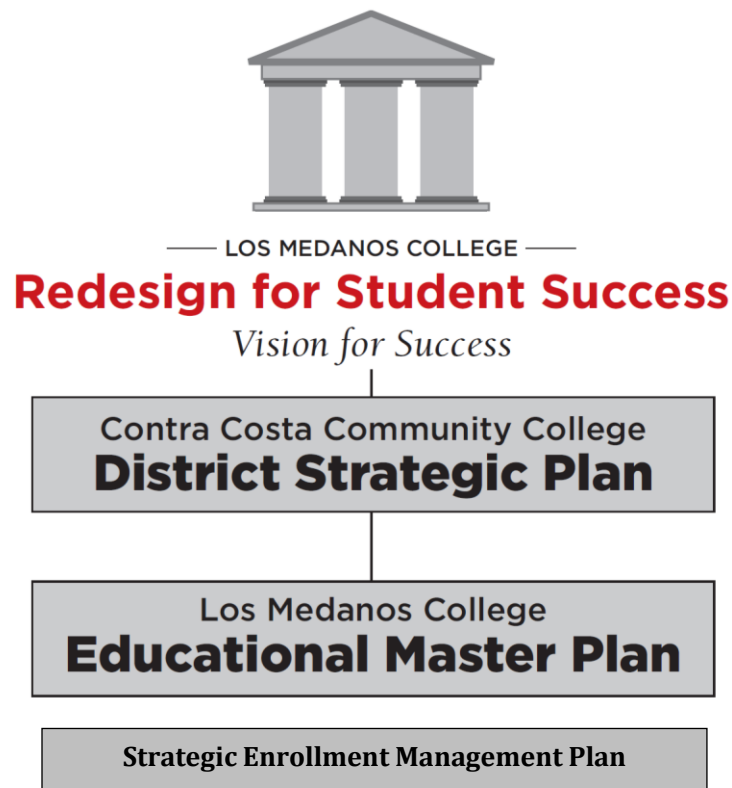 LOS MEDANOS COLLEGE
Redesign for Student Success
Vision for Success
Contra Costa Community College
District Strategic Plan
Los Medanos College
Educational Master Plan
Strategic Enrollment Management Plan